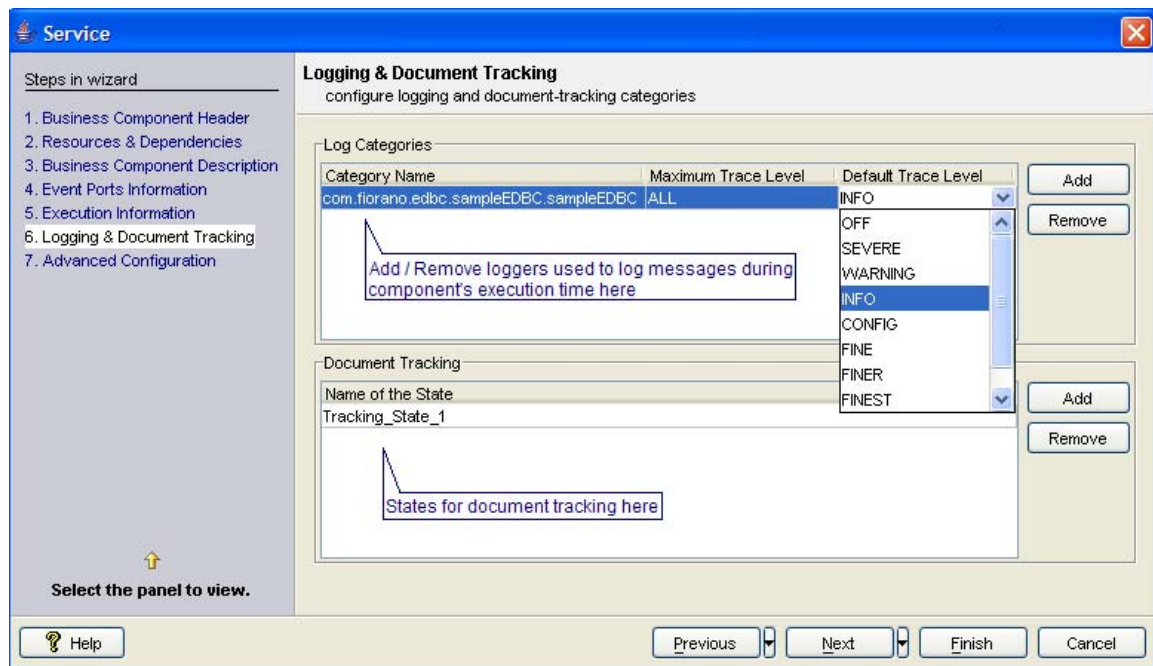 Service
Steps in wizard
1. Business Component Header
2. Resources & Dependencies
3. Business Component Description
4. Event Ports Information
5. Execution Information
6. Logging & Document Tracking
7. Advanced Configuration
Select the panel to view.
Logging & Document Tracking
configure logging and document-tracking categories
Log Categories
Category Name Maximum Trace Level Default Trace Level
com.fiorano.edbc.sampleEDBC.sampleEDBC ALL INFO
OFF
SEVERE
WARNING
INFO
CONFIG
FINE
FINER
FINEST
Add / Remove loggers used to log messages during
component's execution time here
Add
Remove
Document Tracking
Name of the State
Tracking_State_1
States for document tracking here
Add
Remove
Help
Previous
Next
Finish
Cancel